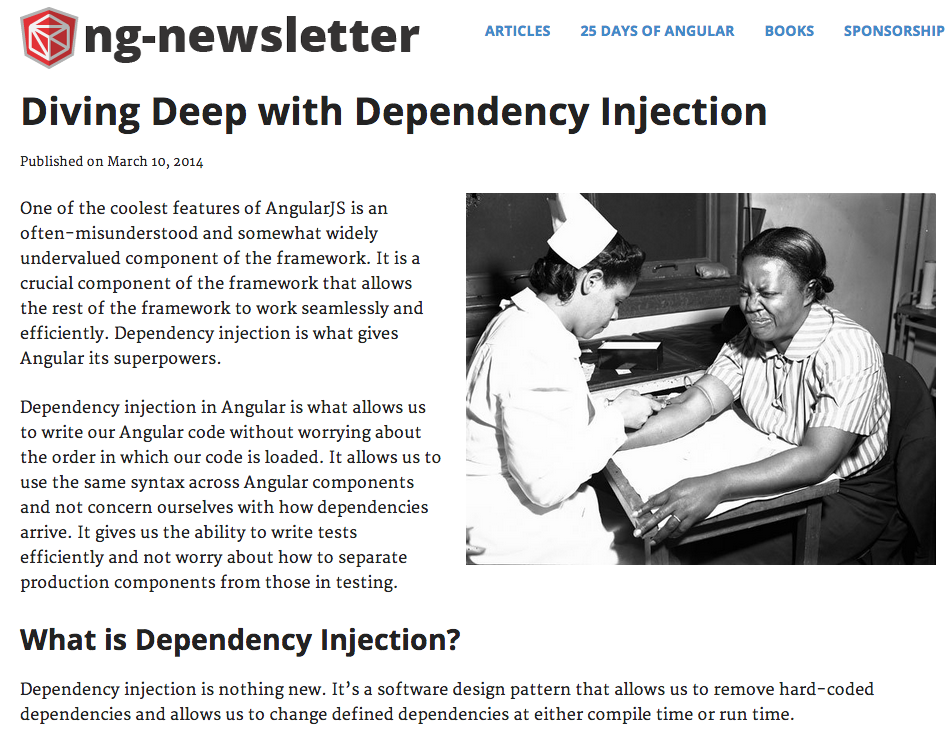 ng-newsletter
ARTICLES 25 DAYS OF ANGULAR BOOKS SPONSORSHIP
Diving Deep with Dependency Injection
Published on March 10, 2014
One of the coolest features of AngularJS is an
often-misunderstood and somewhat widely
undervalued component of the framework. It is a
crucial component of the framework that allows
the rest of the framework to work seamlessly and
efficiently. Dependency injection is what gives
Angular its superpowers.
Dependency injection in Angular is what allows us
to write our Angular code without worrying about
the order in which our code is loaded. It allows us to
use the same syntax across Angular components
and not concern ourselves with how dependencies
arrive. It gives us the ability to write tests
efficiently and not worry about how to separate
production components from those in testing.
What is Dependency Injection?
Dependency injection is nothing new. It’s a software design pattern that allows us to remove hard-coded
dependencies and allows us to change defined dependencies at either compile time or run time.